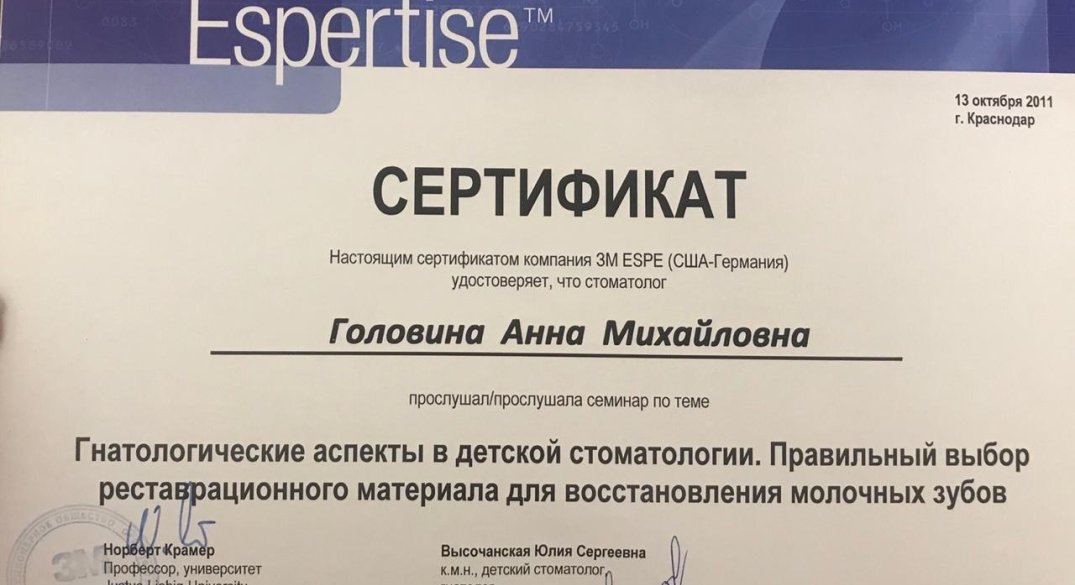 Espertise™
13 октября 2011
г. Краснодар
СЕРТИФИКАТ
Настоящим сертификатом компания 3М ESPE (США-Германия)
удостоверяет, что стоматолог
Головина Анна Михайловна
прослушал/прослушала семинар по теме
Гнатологические аспекты в детской стоматологии. Правильный выбор
реставрационного материала для восстановления молочных зубов
3М
Норберт Крамер
Профессор, университет
Высочанская Юлия Сергеевна
к.м.н., детский стоматолог,